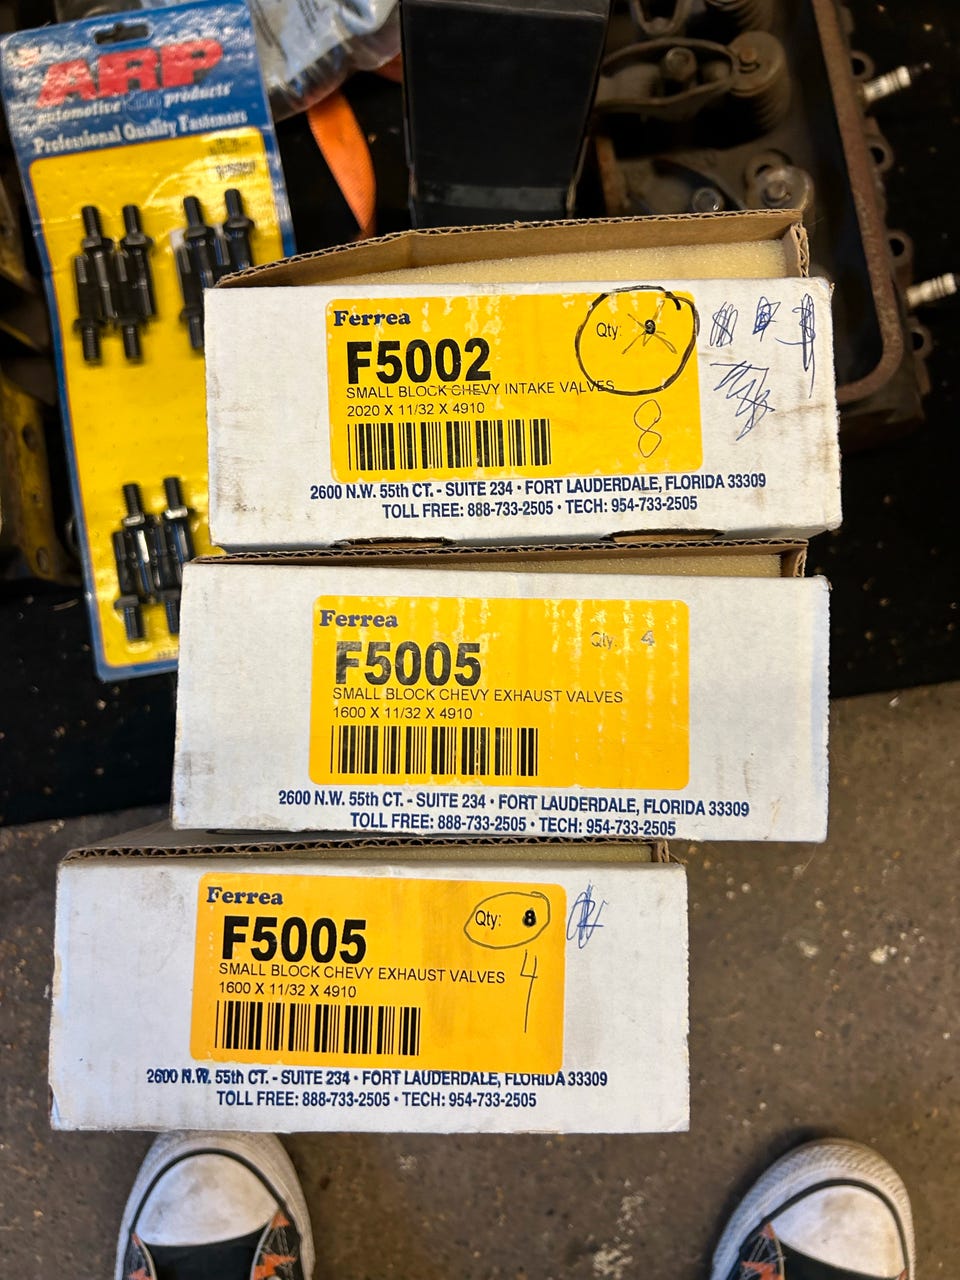 ARP
automotive racing products
Professional Quality Fasteners
Ferrea
Qty:
F5002
SMALL BLOCK CHEVY INTAKE VALVES
2020 X 11/32 X 4910
8
2600 N.W. 55th CT. - SUITE 234 • FORT LAUDERDALE, FLORIDA 33309
TOLL FREE: 888-733-2505 • TECH: 954-733-2505
Ferrea
Qty: 4
F5005
SMALL BLOCK CHEVY EXHAUST VALVES
1600 X 11/32 X 4910
2600 N.W. 55th CT. - SUITE 234 • FORT LAUDERDALE, FLORIDA 33309
TOLL FREE: 888-733-2505 • TECH: 954-733-2505
Ferrea
Qty: 8
F5005
SMALL BLOCK CHEVY EXHAUST VALVES
4
1600 X 11/32 X 4910
2600 N.W. 55th CT. - SUITE 234 • FORT LAUDERDALE, FLORIDA 33309
TOLL FREE: 888-733-2505 • TECH: 954-733-2505